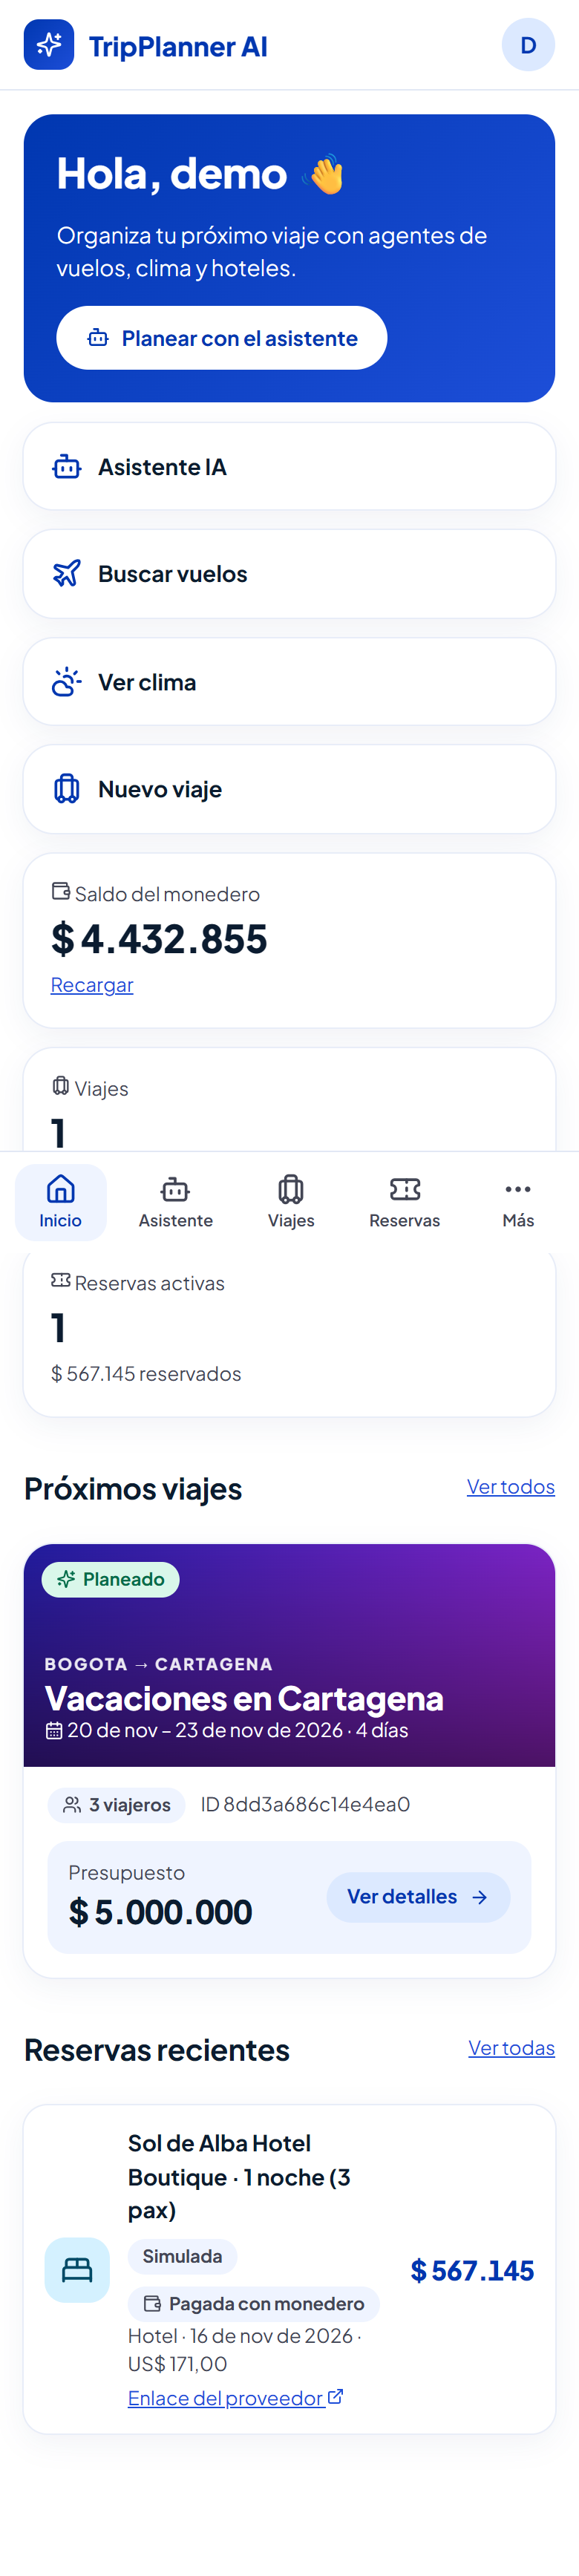 TripPlanner AI
D
Hola, demo 👋
Organiza tu próximo viaje con agentes de
vuelos, clima y hoteles.
Planear con el asistente
Asistente IA
Buscar vuelos
Ver clima
Nuevo viaje
Saldo del monedero
$ 4.432.855
Recargar
Viajes
1
Inicio
Asistente
Viajes
Reservas
Más
Reservas activas
1
$ 567.145 reservados
Próximos viajes
Ver todos
Planeado
BOGOTA → CARTAGENA
Vacaciones en Cartagena
20 de nov – 23 de nov de 2026 · 4 días
3 viajeros
ID 8dd3a686c14e4ea0
Presupuesto
$ 5.000.000
Ver detalles
Reservas recientes
Ver todas
Sol de Alba Hotel
Boutique · 1 noche (3
pax)
Simulada
Pagada con monedero
$ 567.145
Hotel · 16 de nov de 2026 ·
US$ 171,00
Enlace del proveedor